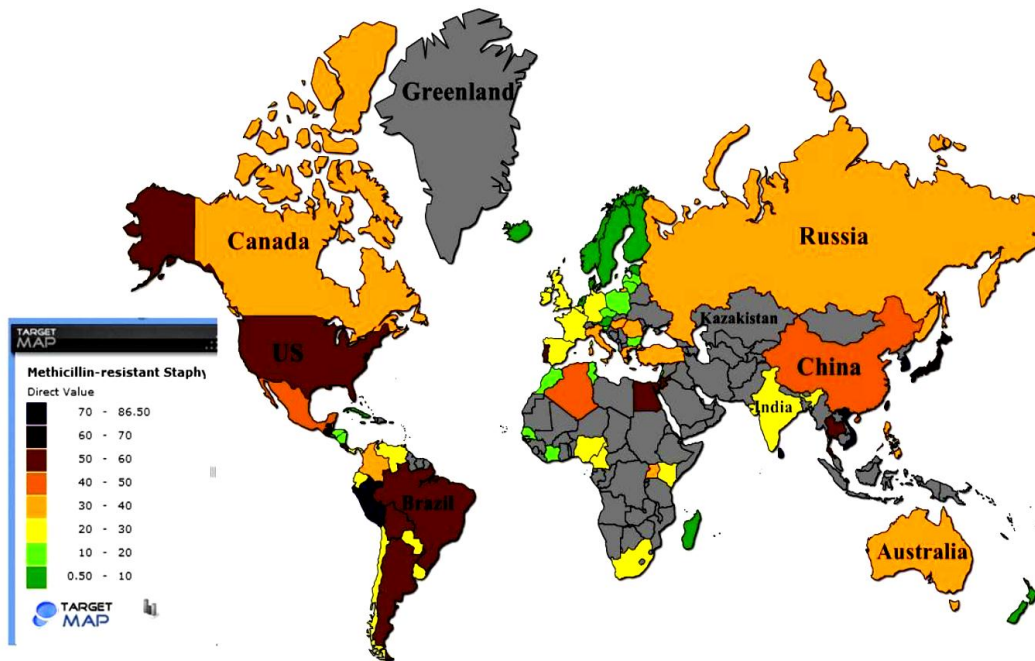 Greenland
Canada
Russia
Kazakistan
US
China
India
Brazil
Australia
TARGET
MAP
Methicillin-resistant Staphy
Direct Value
70 - 86.50
60 - 70
50 - 60
40 - 50
30 - 40
20 - 30
10 - 20
0.50 - 10
TARGET
MAP